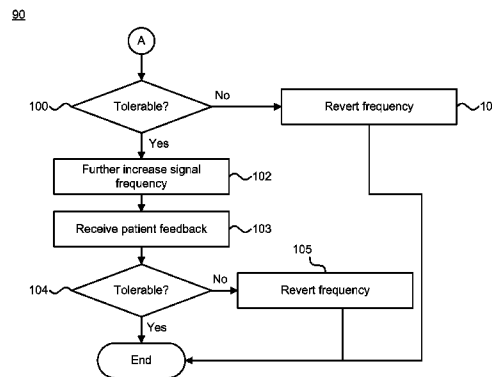 90
A
100
Tolerable?
No
Revert frequency
10
Yes
Further increase signal
frequency
102
Receive patient feedback
103
104
Tolerable?
No
105
Revert frequency
Yes
End